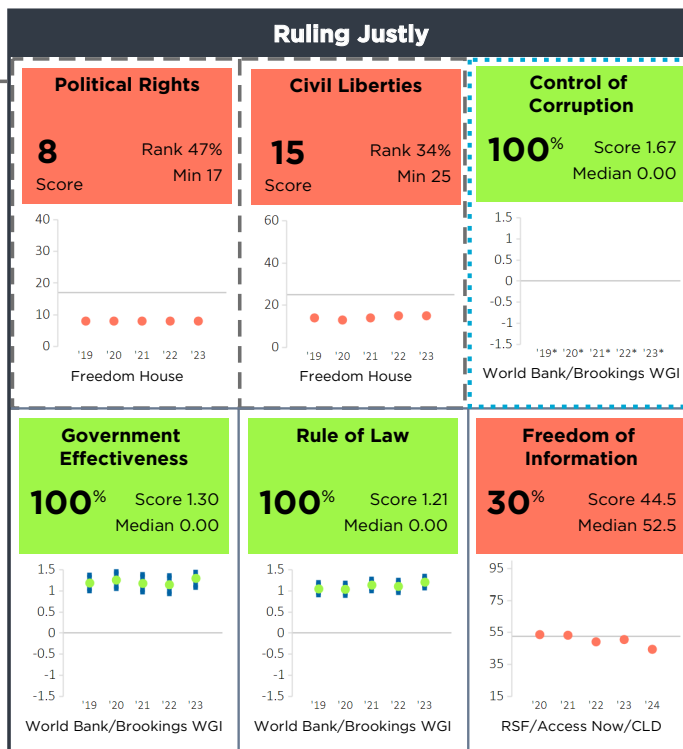 Ruling Justly
Political Rights
8
Score
Rank 47%
Min 17
40
30
20
10
0
'19 '20 '21 '22 '23
Freedom House
Civil Liberties
15
Score
Rank 34%
Min 25
60
40
20
0
'19 '20 '21 '22 '23
Freedom House
Control of
Corruption
100% Score 1.67
Median 0.00
1.5
1
0.5
0
-0.5
-1
-1.5
'19* '20* '21* '22* '23*
World Bank/Brookings WGI
Government
Effectiveness
100% Score 1.30
Median 0.00
1.5
1
0.5
0
-0.5
-1
-1.5
'19 '20 '21 '22 '23
World Bank/Brookings WGI
Rule of Law
100% Score 1.21
Median 0.00
1.5
1
0.5
0
-0.5
-1
-1.5
'19 '20 '21 '22 '23
World Bank/Brookings WGI
Freedom of
Information
30% Score 44.5
Median 52.5
95
75
55
35
15
'20 '21 '22 '23 '24
RSF/Access Now/CLD